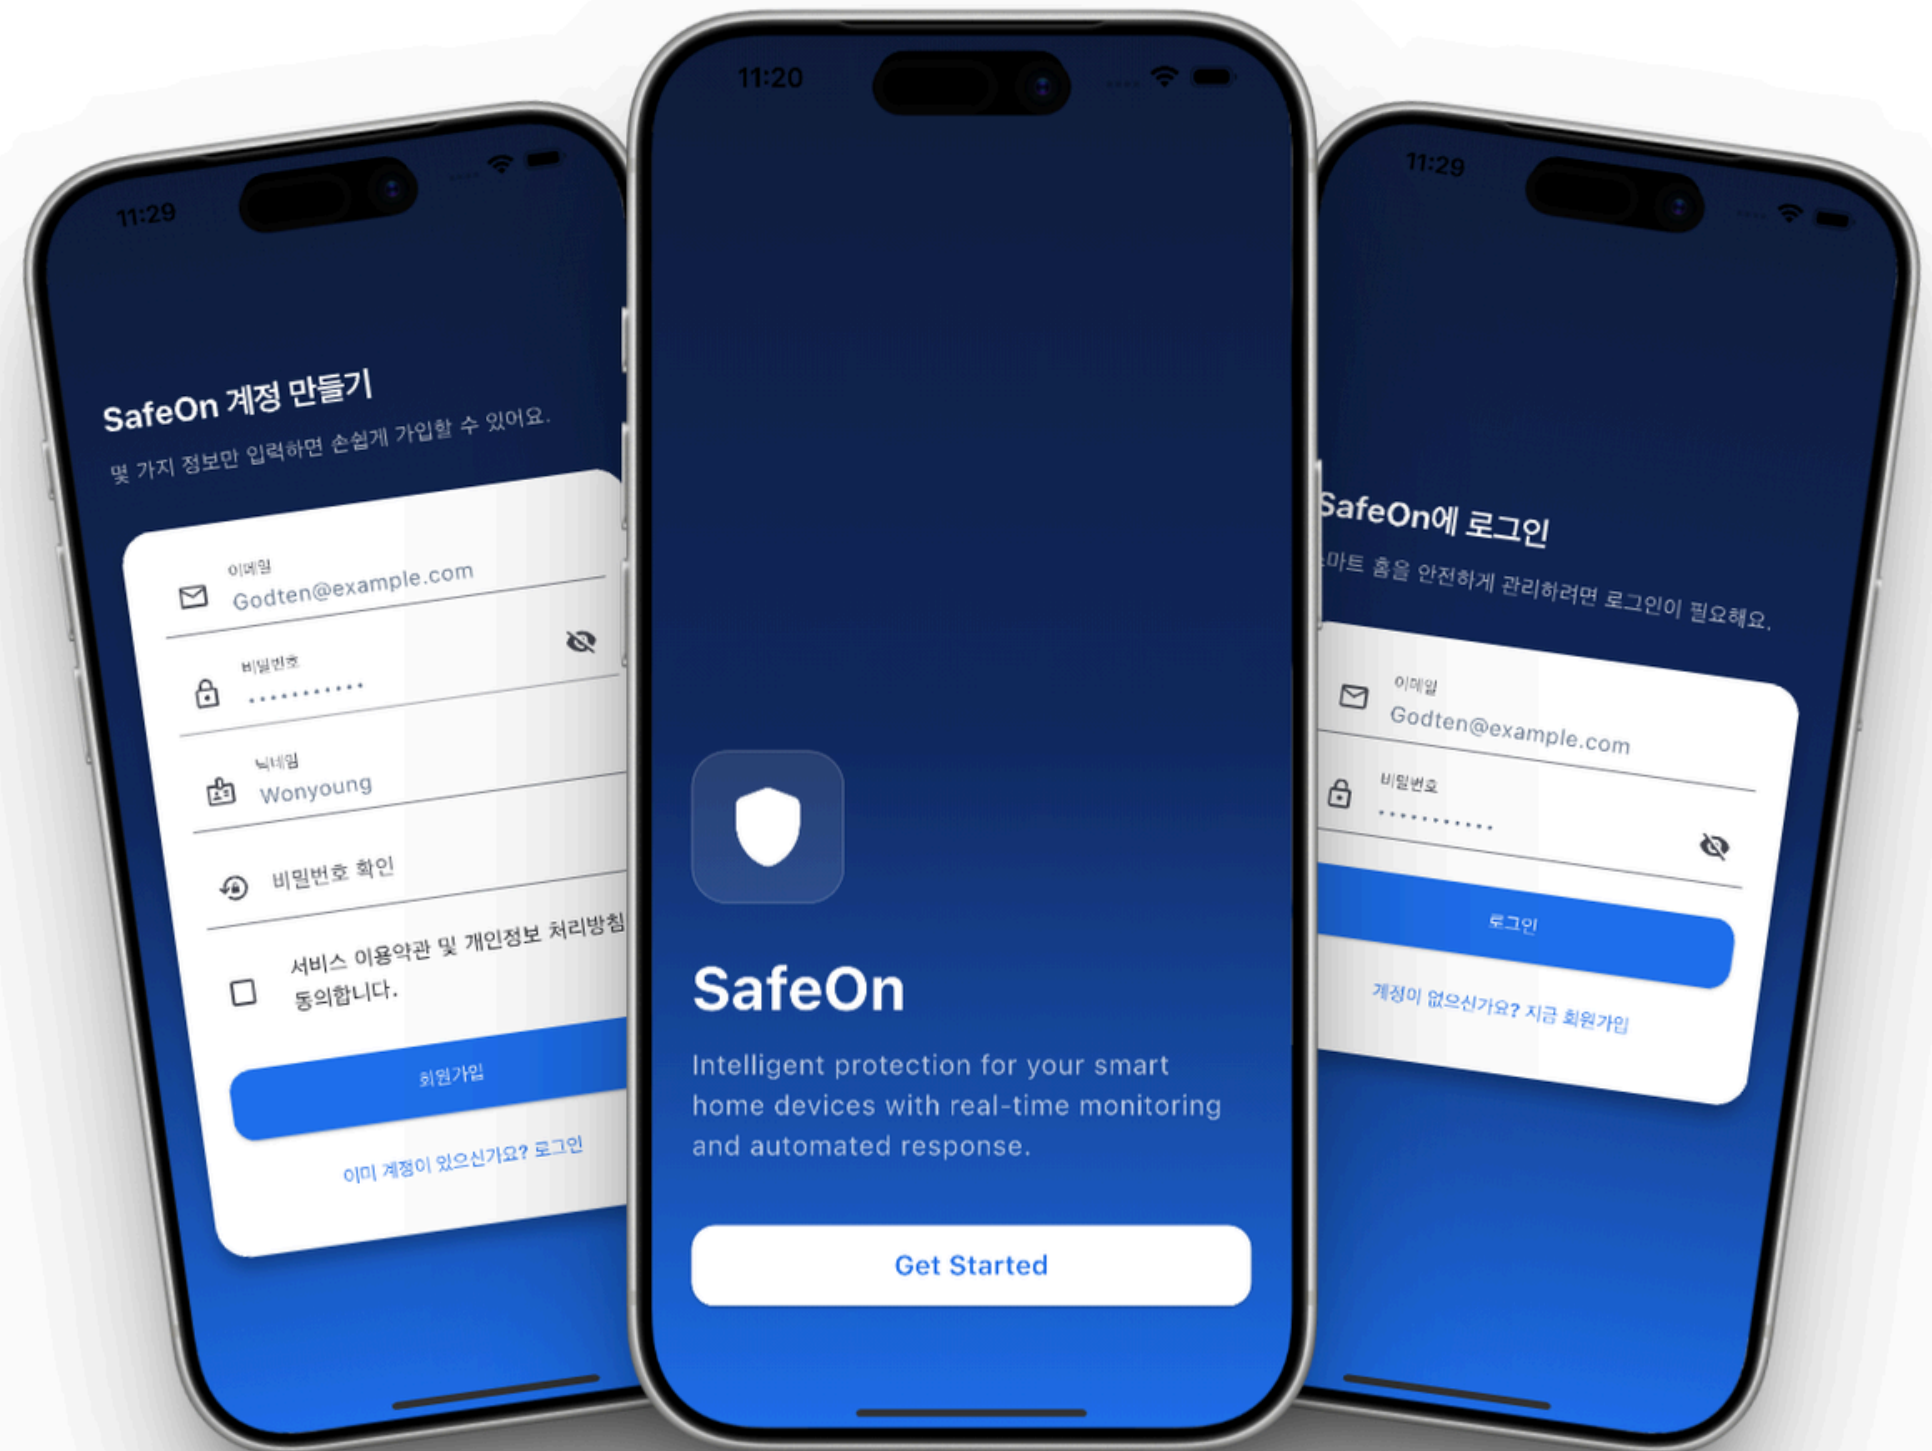 11:29
SafeOn 계정 만들기
몇 가지 정보만 입력하면 손쉽게 가입할 수 있어요.
이메일
Godten@example.com
비밀번호
•••••••••••
닉네임
Wonyoung
비밀번호 확인
서비스 이용약관 및 개인정보 처리방침
동의합니다.
회원가입
이미 계정이 있으신가요? 로그인
11:20
SafeOn
Intelligent protection for your smart
home devices with real-time monitoring
and automated response.
Get Started
11:29
SafeOn에 로그인
홈을 안전하게 관리하려면 로그인이 필요해요.
이메일
Godten@example.com
비밀번호
•••••••••••
로그인
계정이 없으신가요? 지금 회원가입